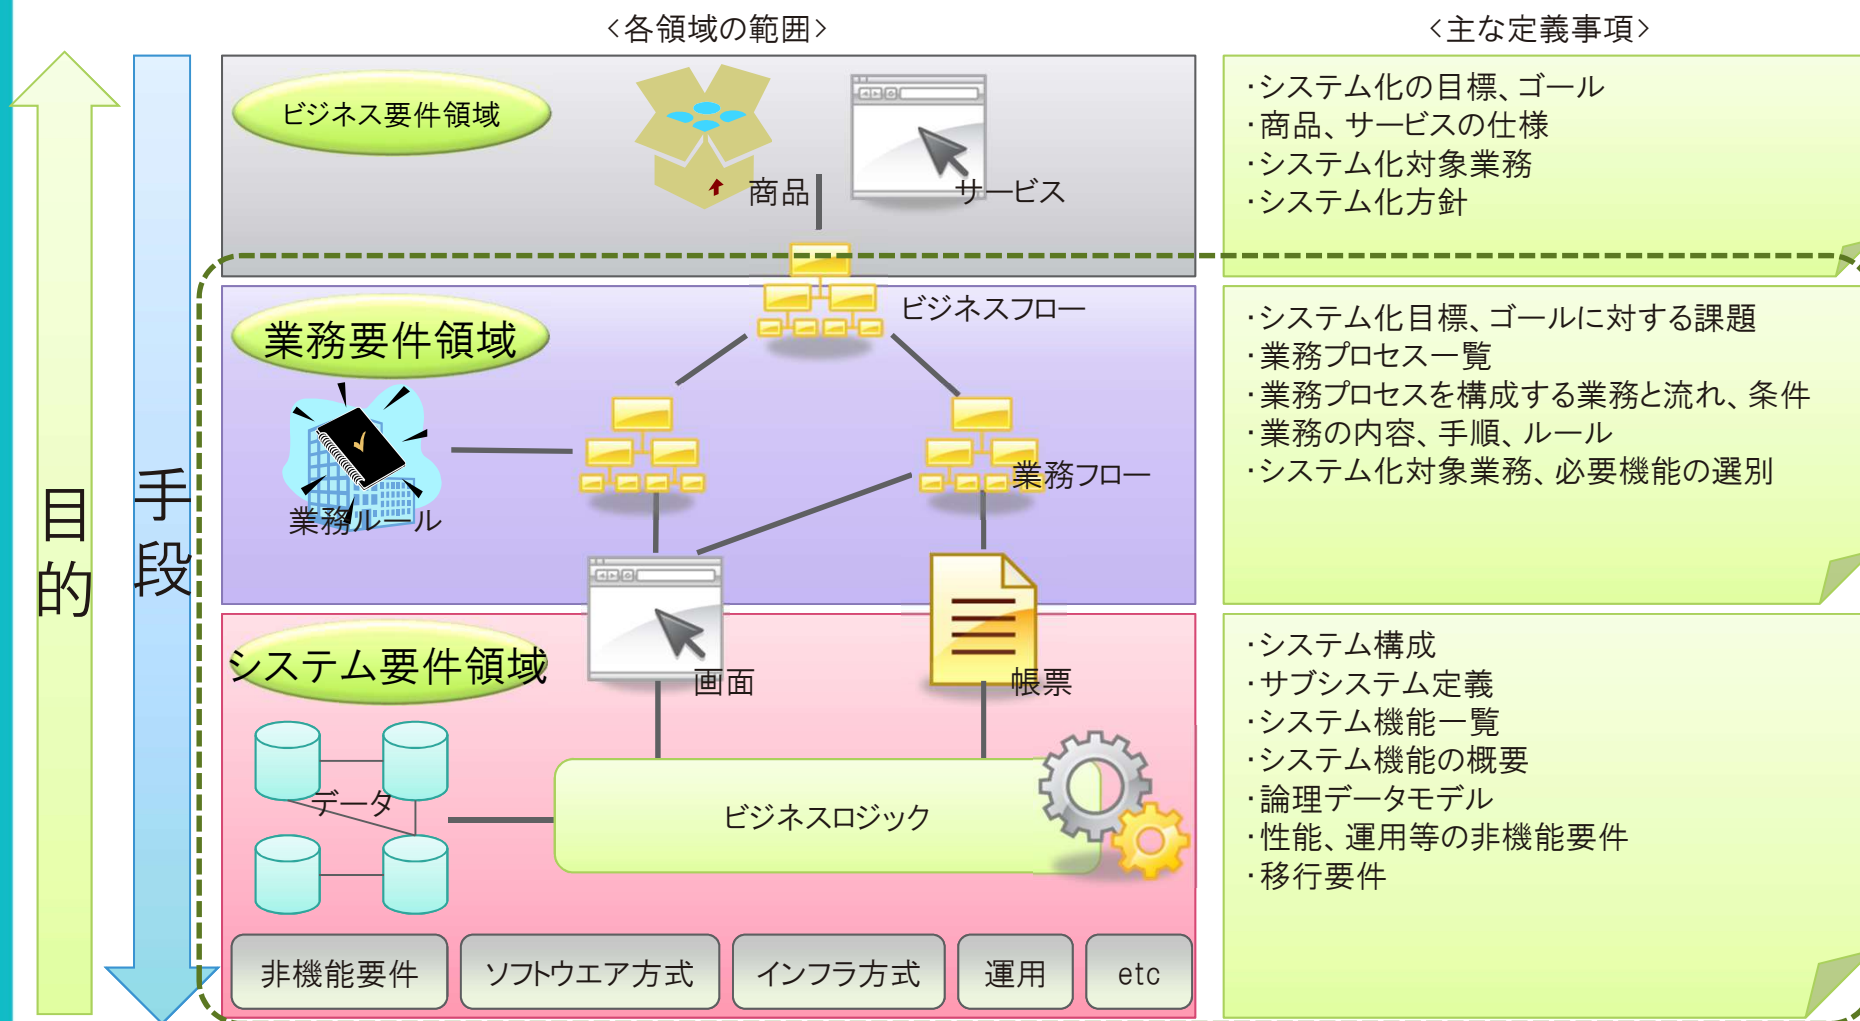 <各領域の範囲>
<主な定義事項>
目的
手段
ビジネス要件領域
商品
サービス
・システム化の目標、ゴール
・商品、サービスの仕様
・システム化対象業務
・システム化方針
業務要件領域
ビジネスフロー
業務ルール
業務フロー
・システム化目標、ゴールに対する課題
・業務プロセス一覧
・業務プロセスを構成する業務と流れ、条件
・業務の内容、手順、ルール
・システム化対象業務、必要機能の選別
システム要件領域
画面
帳票
データ
ビジネスロジック
非機能要件
ソフトウエア方式
インフラ方式
運用
etc
・システム構成
・サブシステム定義
・システム機能一覧
・システム機能の概要
・論理データモデル
・性能、運用等の非機能要件
・移行要件